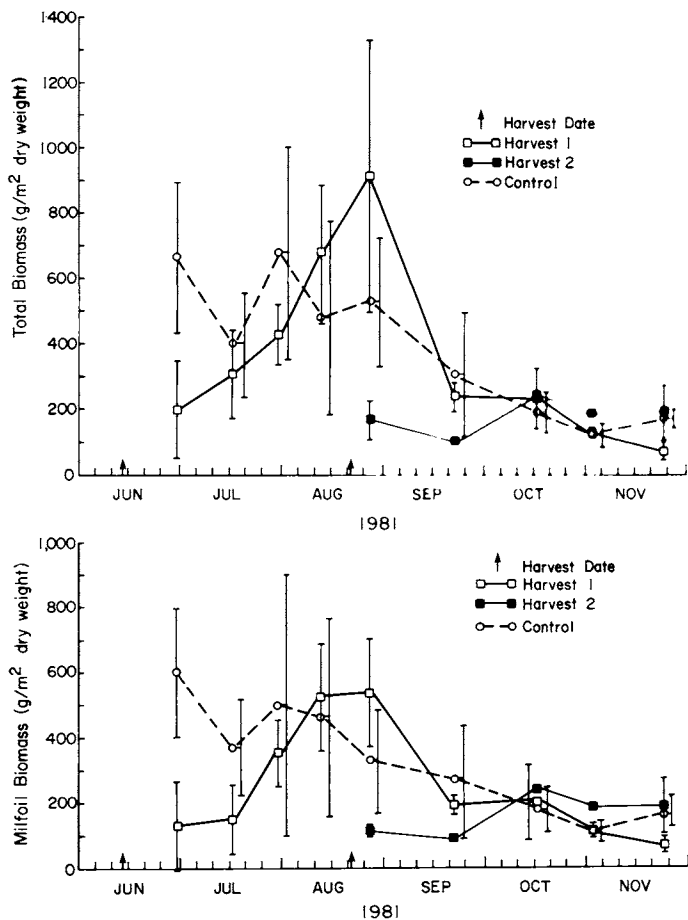 1400
1200
1000
800
600
400
200
0
Total Biomass (g/m² dry weight)
Harvest Date
Harvest 1
Harvest 2
Control
JUN JUL AUG SEP OCT NOV
1981
1,000
800
600
400
200
0
Milfoil Biomass (g/m² dry weight)
Harvest Date
Harvest 1
Harvest 2
Control
JUN JUL AUG SEP OCT NOV
1981